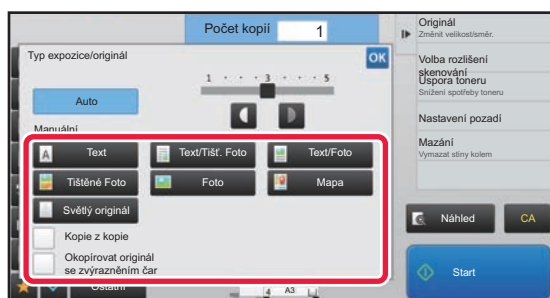 Počet kopií 1
Typ expozice/originál
OK
1 3 5
Auto
Manuální
Text
Text/Tišť. Foto
Text/Foto
Tištěné Foto
Foto
Mapa
Světlý originál
Kopie z kopie
Okopírovat originál
se zvýrazněním čar
Ostatní
4 A3
Originál
Změnit velikost/směr.
Volba rozlišení
skenování
Úspora toneru
Snížení spotřeby toneru
Nastavení pozadí
Mazání
Vymazat stíny kolem
Náhled
CA
Start